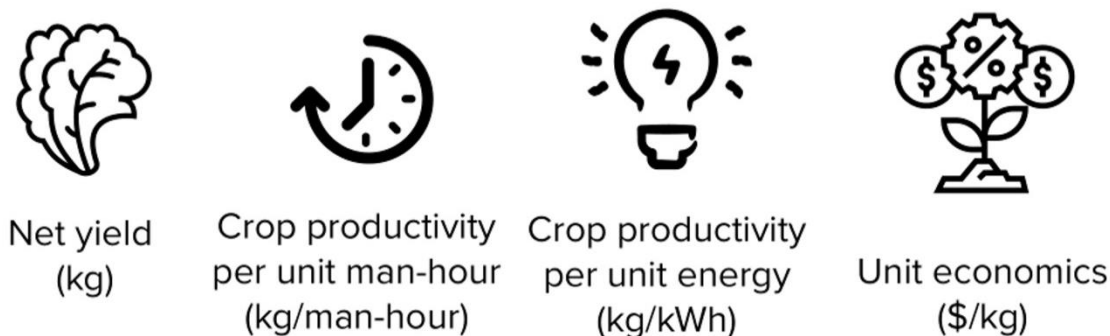 Net yield
(kg)
Crop productivity
per unit man-hour
(kg/man-hour)
Crop productivity
per unit energy
(kg/kWh)
$ % $
Unit economics
($/kg)